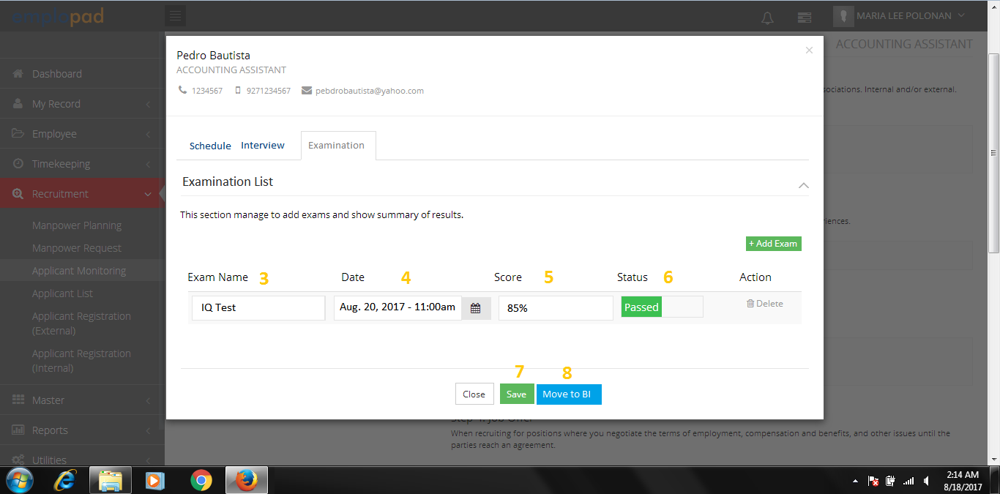 emplopad
MARIA LEE POLONAN
ACCOUNTING ASSISTANT
Dashboard
My Record
Employee
Timekeeping
Recruitment
Manpower Planning
Manpower Request
Applicant Monitoring
Applicant List
Applicant Registration
(External)
Applicant Registration
(Internal)
Master
Reports
Utilities
Pedro Bautista
ACCOUNTING ASSISTANT
1234567 9271234567 pebdrobautista@yahoo.com
sociations. Internal and/or external.
Schedule Interview Examination
Examination List
This section manage to add exams and show summary of results.
riences.
+ Add Exam
Exam Name 3 Date 4 Score 5 Status 6 Action
IQ Test Aug. 20, 2017 - 11:00am 85% Passed Delete
7 8
Close Save Move to BI
Step 4: Job Offer
When recruiting for positions where you negotiate the terms of employment, compensation and benefits, and other issues until the
parties reach an agreement.
2:14 AM
8/18/2017